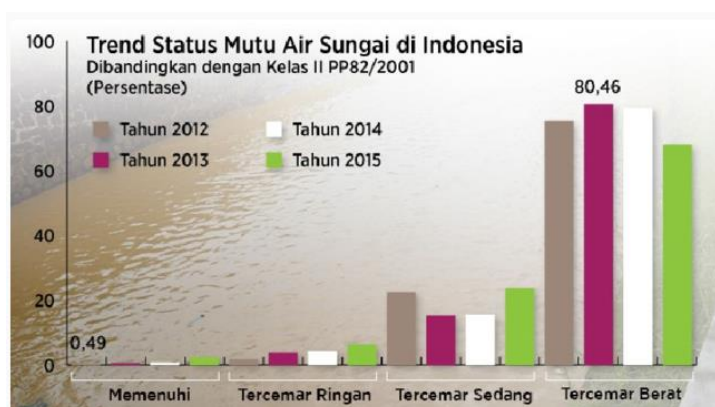 Trend Status Mutu Air Sungai di Indonesia
Dibandingkan dengan Kelas II PP82/2001
(Persentase)
Tahun 2012
Tahun 2014
Tahun 2013
Tahun 2015
100
80
60
40
20
0
0,49
80,46
Memenuhi
Tercemar Ringan
Tercemar Sedang
Tercemar Berat